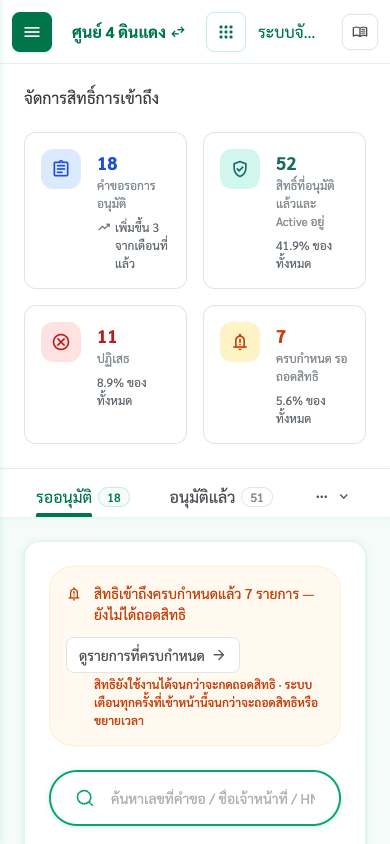 ศูนย์ 4 ดินแดง
ระบบจั...
จัดการสิทธิ์การเข้าถึง
18
คำขอรอการ
อนุมัติ
เพิ่มขึ้น 3
จากเดือนที่
แล้ว
52
สิทธิ์ที่อนุมัติ
แล้วและ
Active อยู่
41.9% ของ
ทั้งหมด
11
ปฏิเสธ
8.9% ของ
ทั้งหมด
7
ครบกำหนด รอ
ถอดสิทธิ
5.6% ของ
ทั้งหมด
รออนุมัติ 18
อนุมัติแล้ว 51
...
สิทธิเข้าถึงครบกำหนดแล้ว 7 รายการ —
ยังไม่ได้ถอดสิทธิ
ดูรายการที่ครบกำหนด →
สิทธิยังใช้งานได้จนกว่าจะกดถอดสิทธิ · ระบบ
เตือนทุกครั้งที่เข้าหน้านี้จนกว่าจะถอดสิทธิหรือ
ขยายเวลา
ค้นหาเลขที่คำขอ / ชื่อเจ้าหน้าที่ / HN